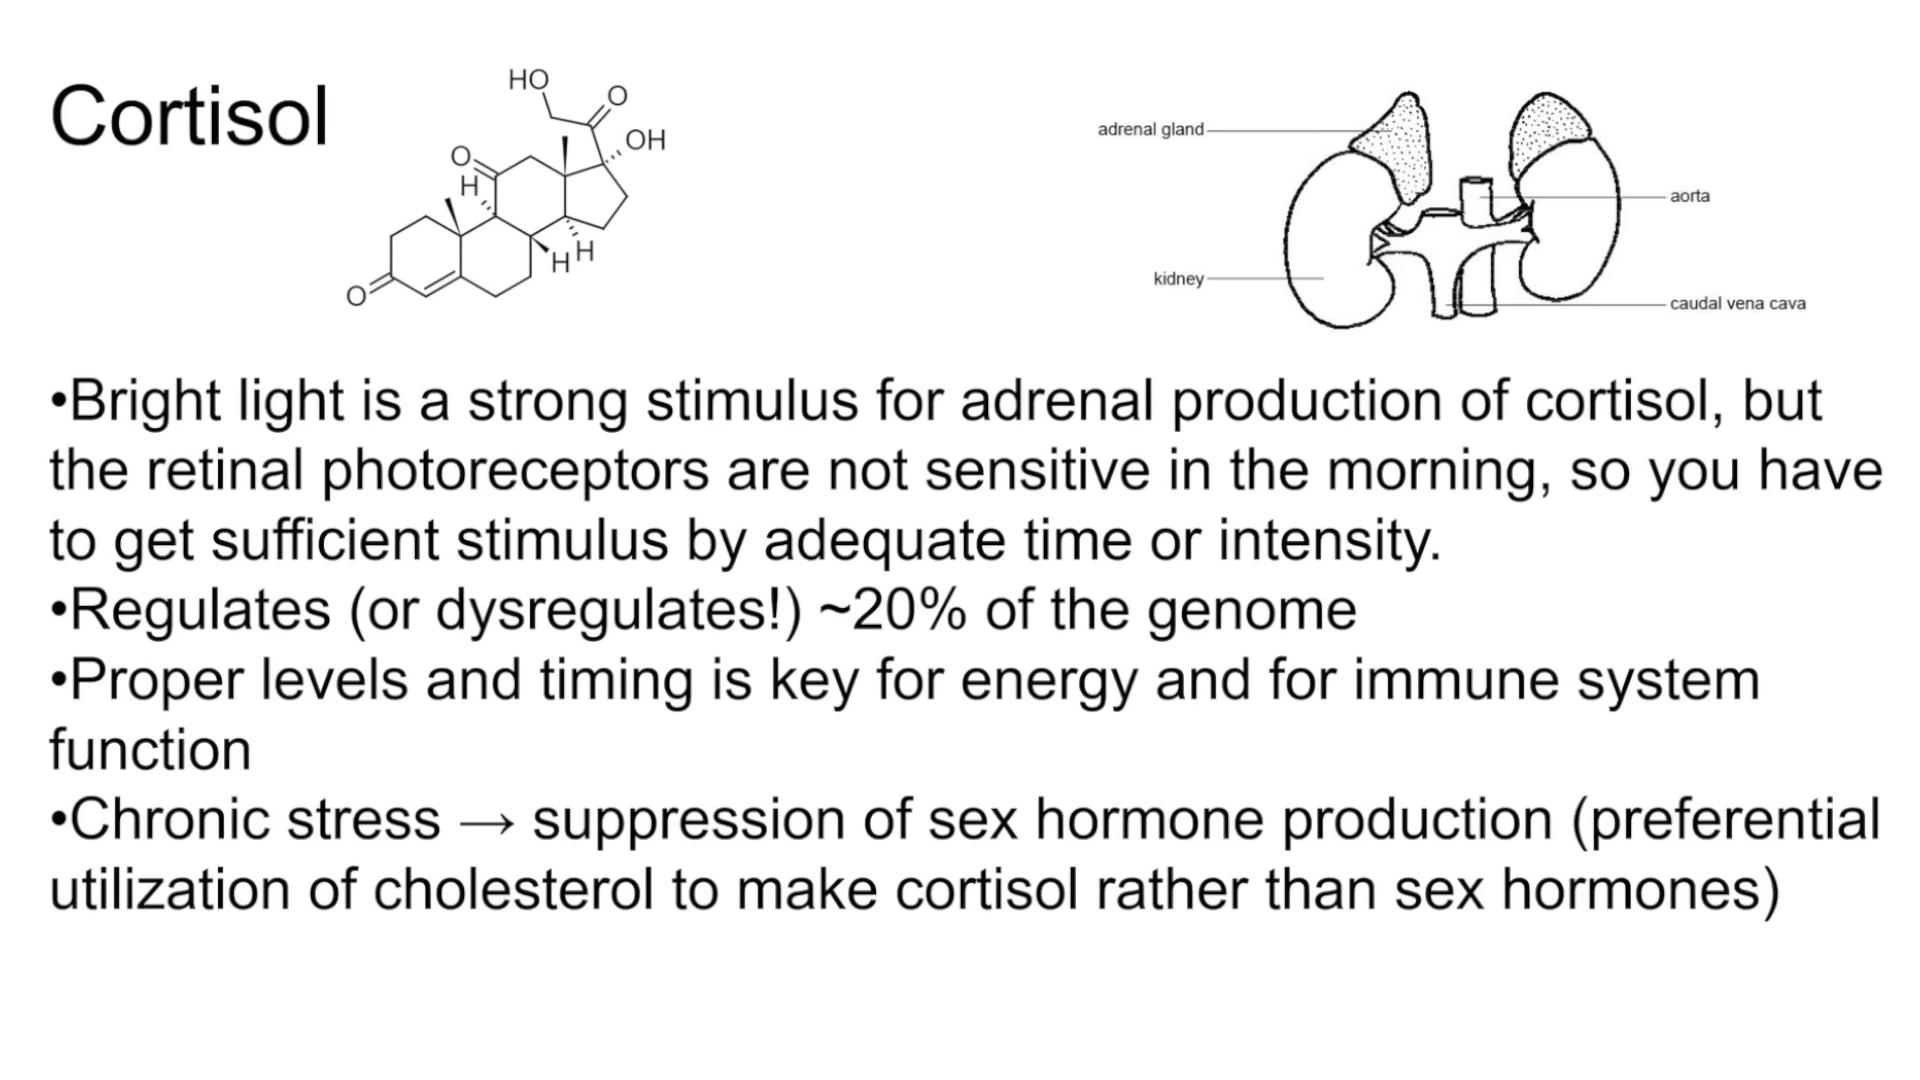 Cortisol
HO
O
OH
O
H
H
H
O
adrenal gland
aorta
kidney
caudal vena cava
•Bright light is a strong stimulus for adrenal production of cortisol, but
the retinal photoreceptors are not sensitive in the morning, so you have
to get sufficient stimulus by adequate time or intensity.
•Regulates (or dysregulates!) ~20% of the genome
•Proper levels and timing is key for energy and for immune system
function
•Chronic stress → suppression of sex hormone production (preferential
utilization of cholesterol to make cortisol rather than sex hormones)